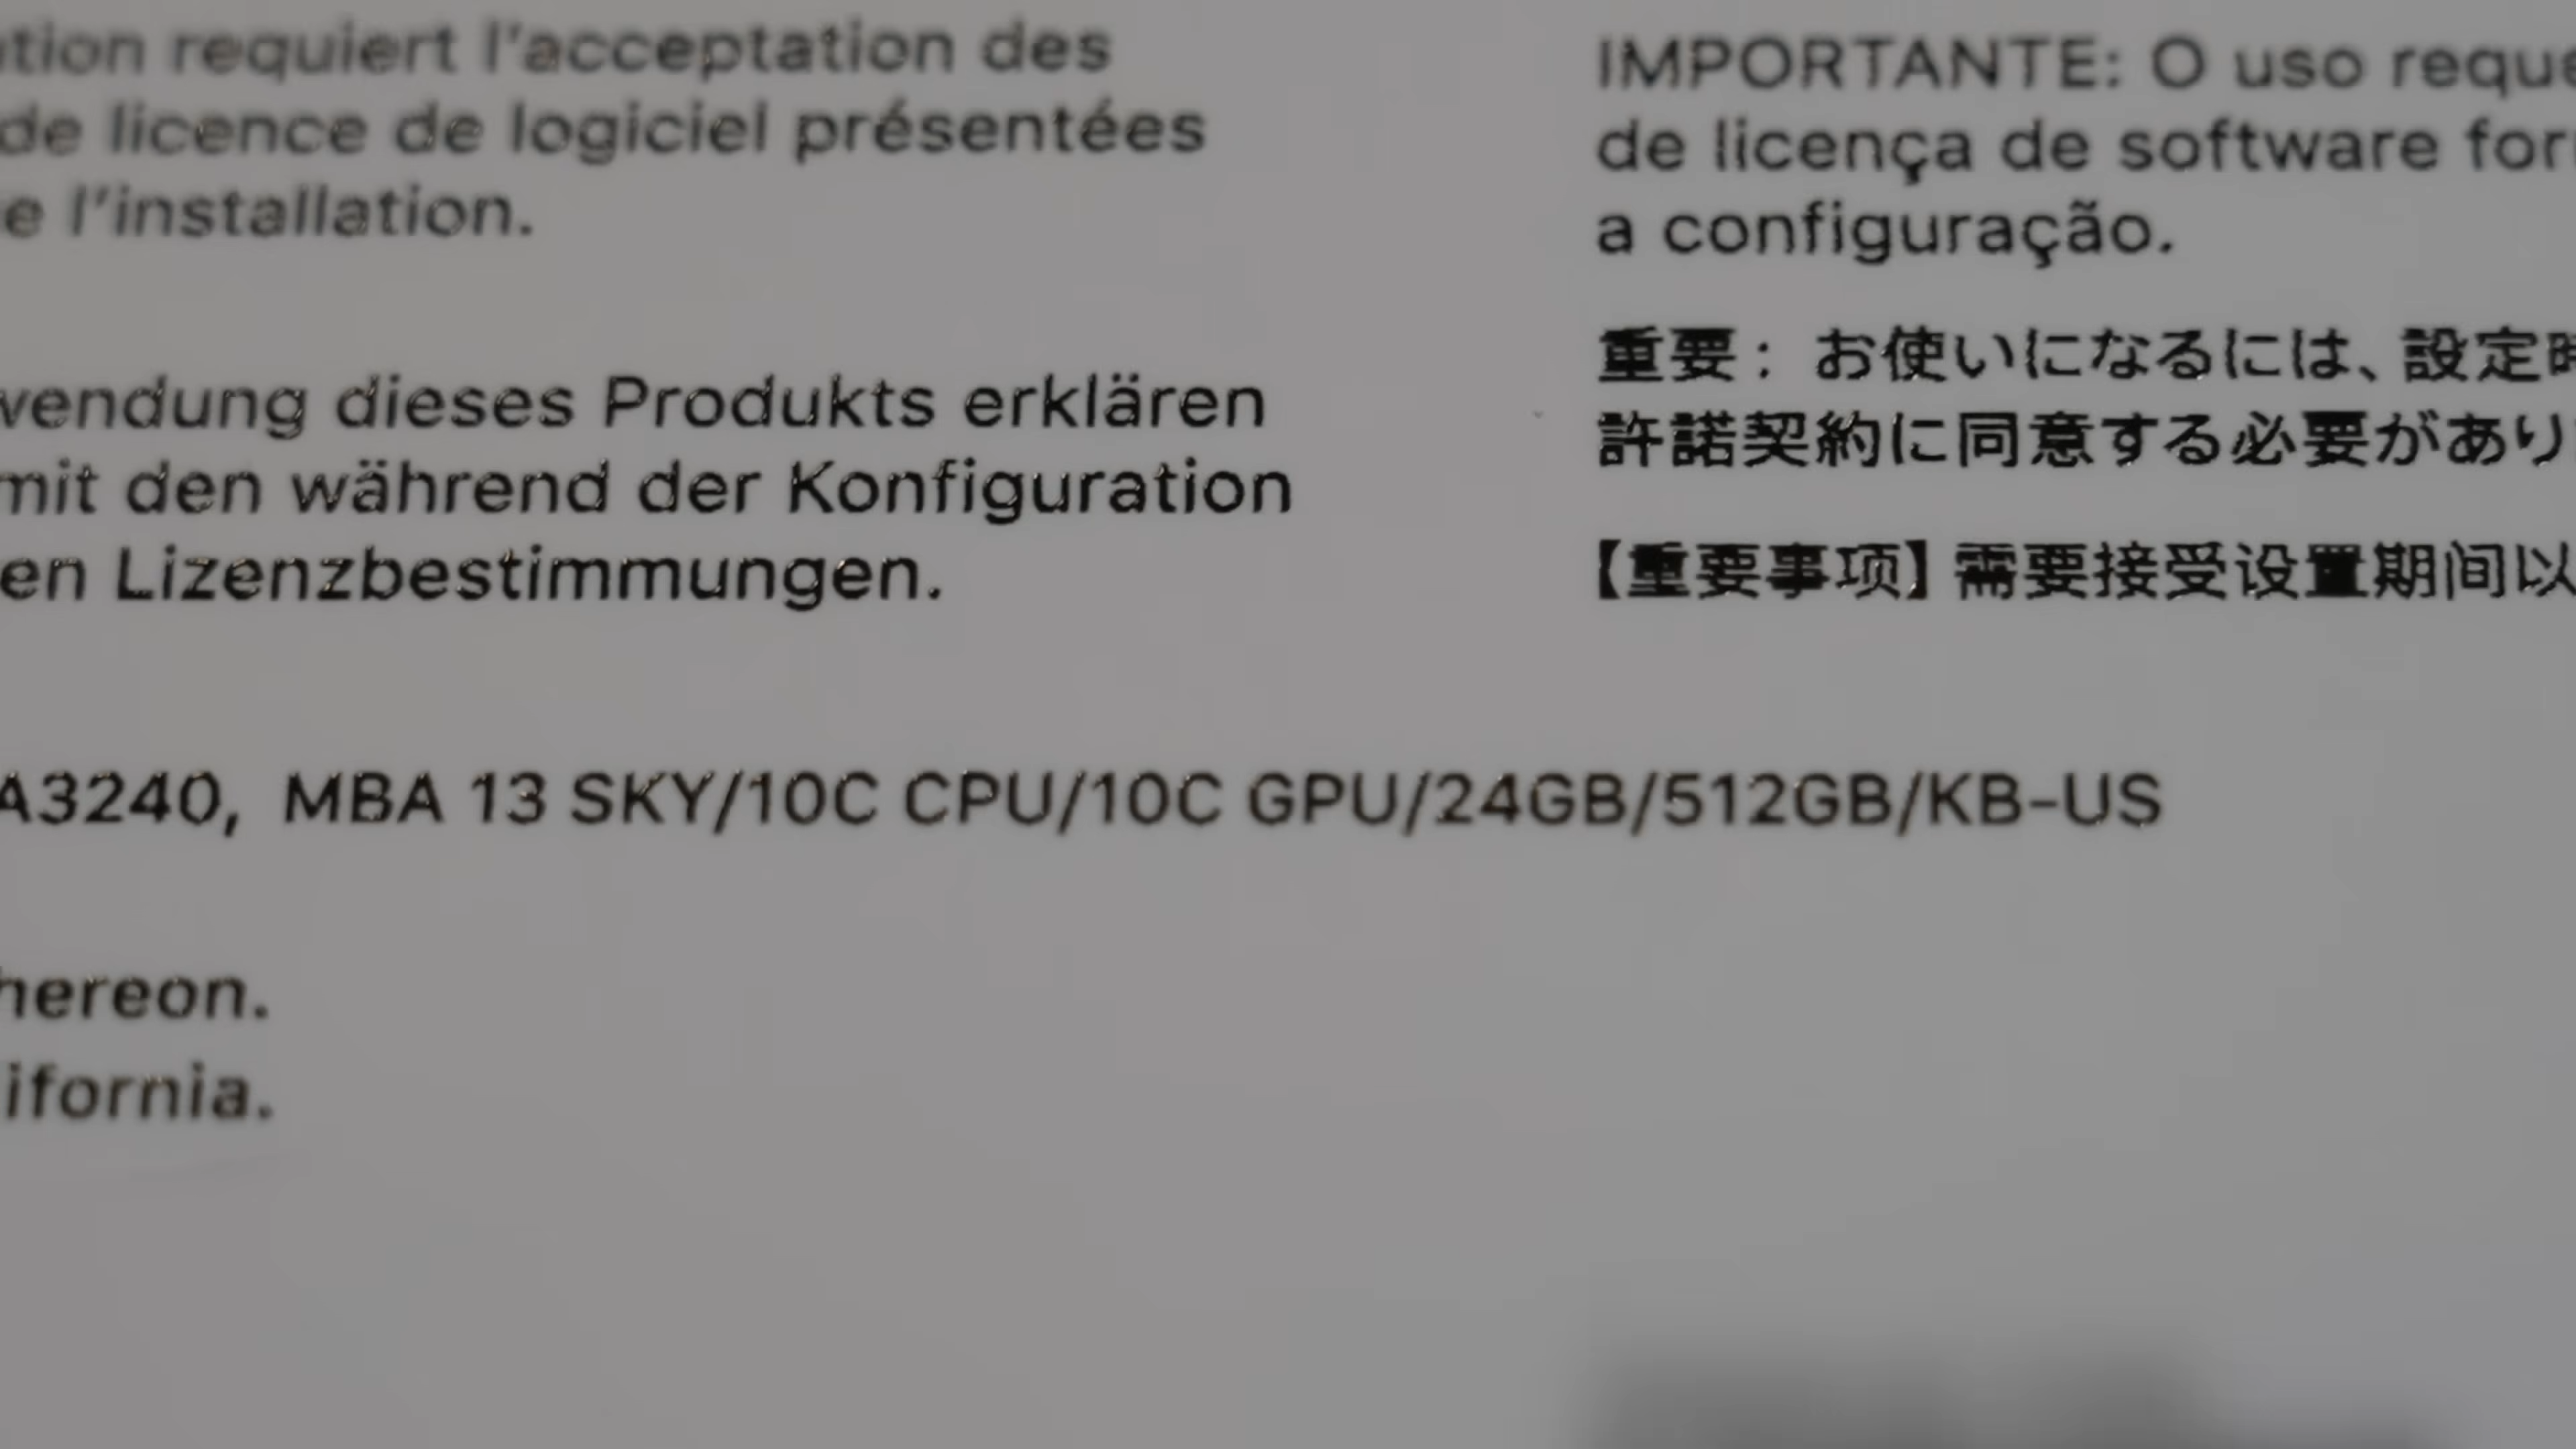 ation requiert l'acceptation des
de licence de logiciel présentées
e l'installation.
wendung dieses Produkts erklären
mit den während der Konfiguration
en Lizenzbestimmungen.
IMPORTANTE: O uso reque
de licença de software for
a configuração.
重要：お使いになるには、設定時
許諾契約に同意する必要があり
【重要事项】需要接受设置期间以
A3240, MBA 13 SKY/10C CPU/10C GPU/24GB/512GB/KB-US
hereon.
ifornia.